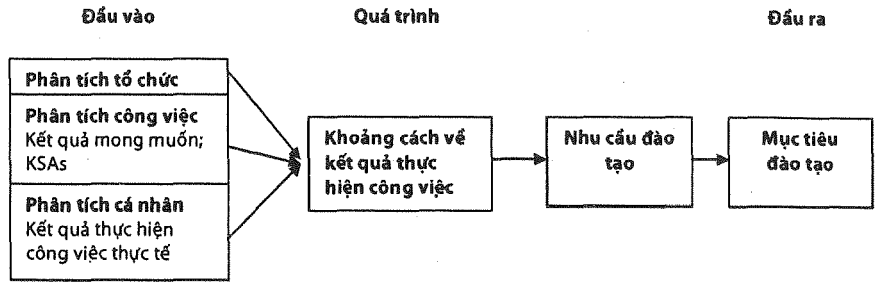 Đầu vào
Quá trình
Đầu ra
Phân tích tổ chức
Phân tích công việc
Kết quả mong muốn;
KSAs
Phân tích cá nhân
Kết quả thực hiện
công việc thực tế
Khoảng cách về
kết quả thực
hiện công việc
Nhu cầu đào
tạo
Mục tiêu
đào tạo